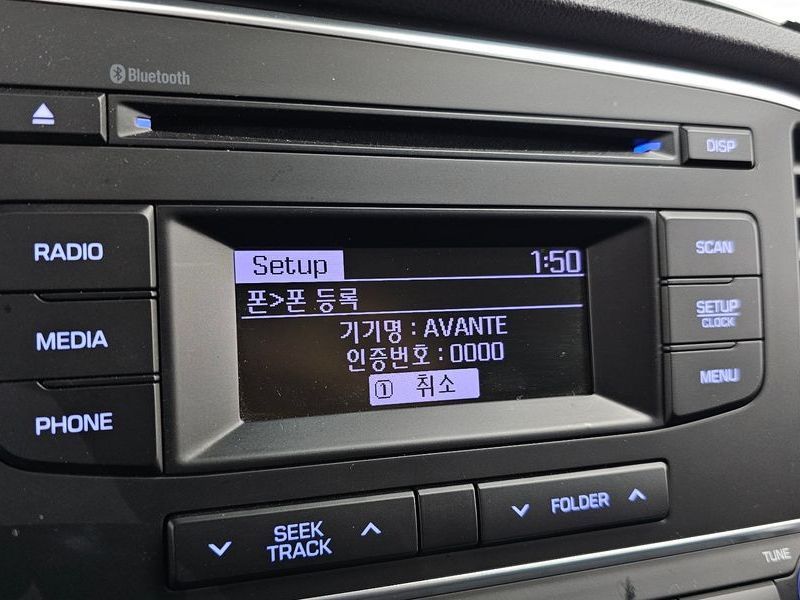 Bluetooth
DISP
RADIO
MEDIA
PHONE
Setup 1:50
폰>폰 등록
기기명 : AVANTE
인증번호 : 0000
1 취소
SCAN
SETUP
CLOCK
MENU
SEEK
TRACK
FOLDER
TUNE